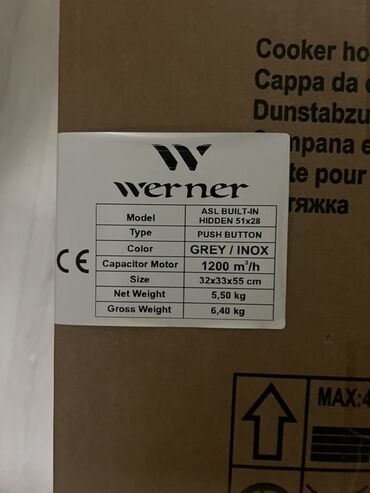 Cooker ho
Cappa da
Dunstabzu
mpana e
te pour
тяжка
W
werner
Model ASL BUILT-IN HIDDEN 51x28
Type PUSH BUTTON
Color GREY / INOX
Capacitor Motor 1200 m³/h
Size 32x33x55 cm
Net Weight 5,50 kg
Gross Weight 6,40 kg
CE
MAX:4